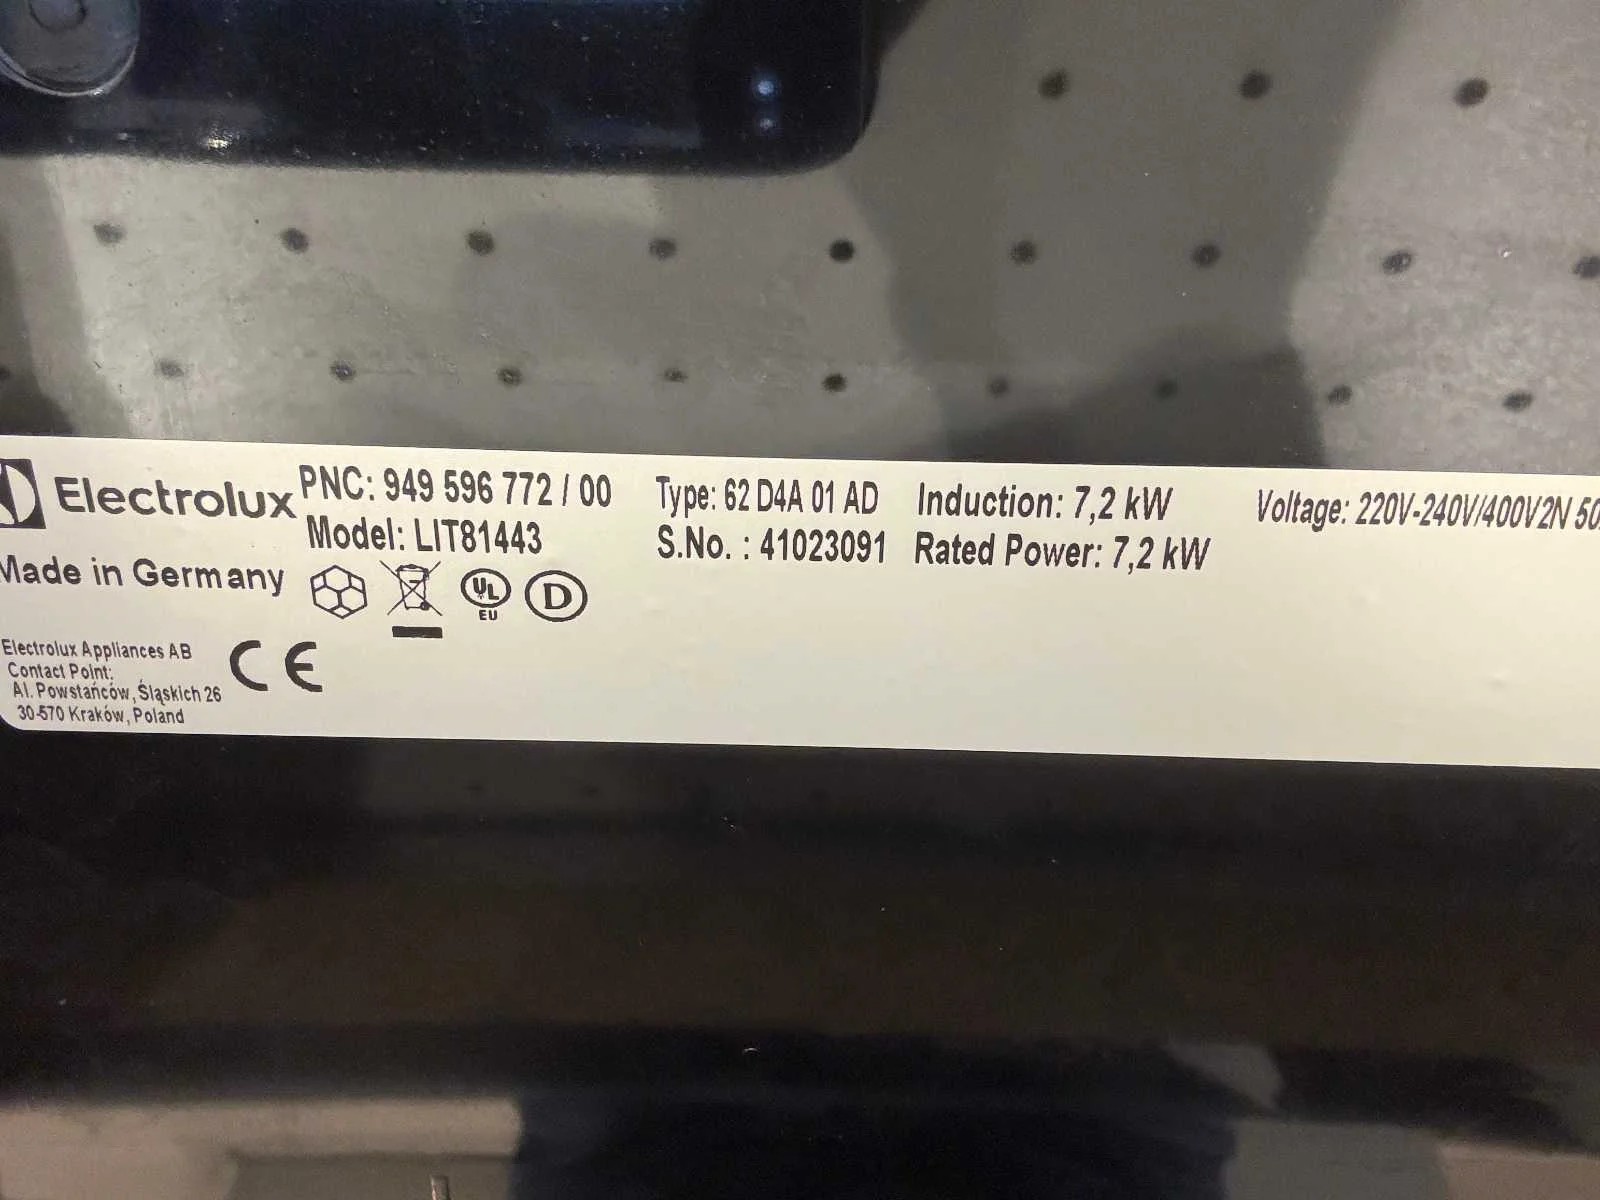 Electrolux
PNC: 949 596 772 / 00
Model: LIT81443
Type: 62 D4A 01 AD
S.No. : 41023091
Induction: 7,2 kW
Rated Power: 7,2 kW
Voltage: 220V-240V/400V2N 50
Made in Germany
UL
EU
D
Electrolux Appliances AB
Contact Point:
Al. Powstańców, Śląskich 26
30-570 Kraków, Poland
CE